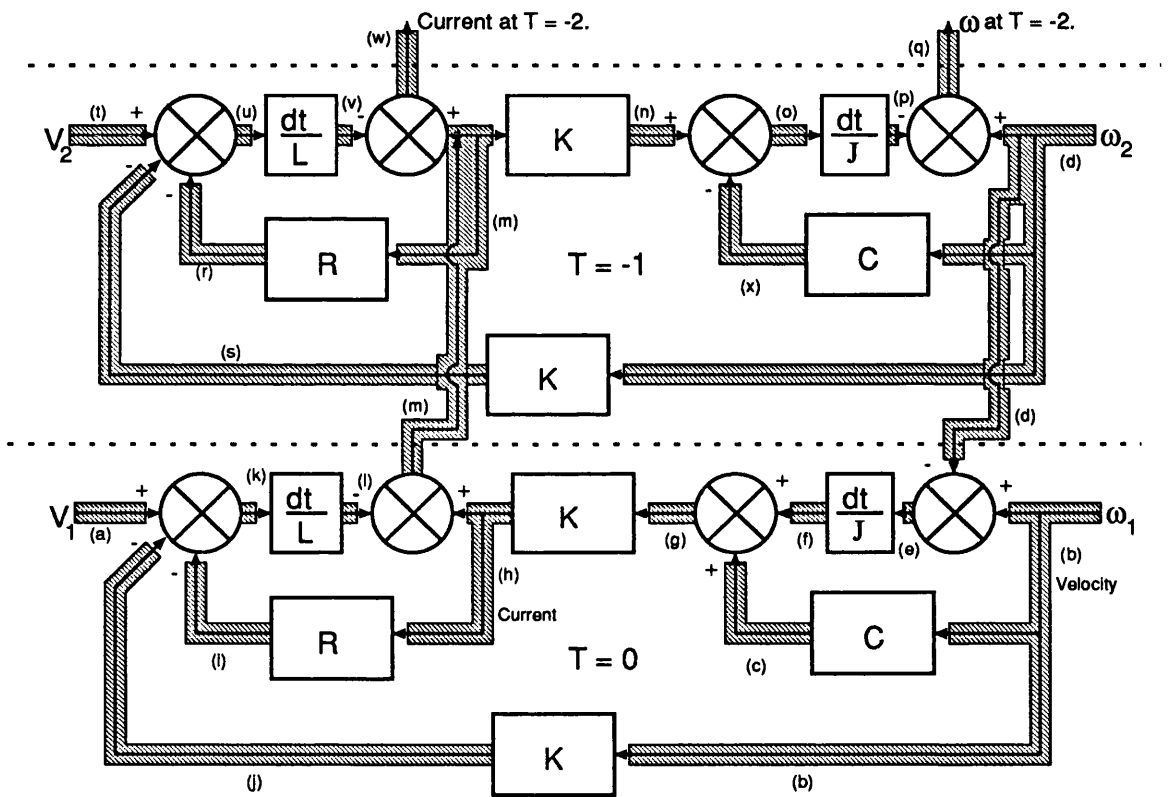 (w) Current at T = -2.
(q) ω at T = -2.
(t) + (u) dt/L (v) - + K (n) + (o) dt/J (p) - +
V2 ω2
- (d)
- R (m) - C
(r) T = -1 (x)
(s) K
(m) (d)
-
+ (k) dt/L -(l) + K + dt/J +
V1 (a) (g) (f) (e) ω1
- (b)
- (h) + Velocity
R Current C
(i) T = 0 (c)
K
(j) (b)